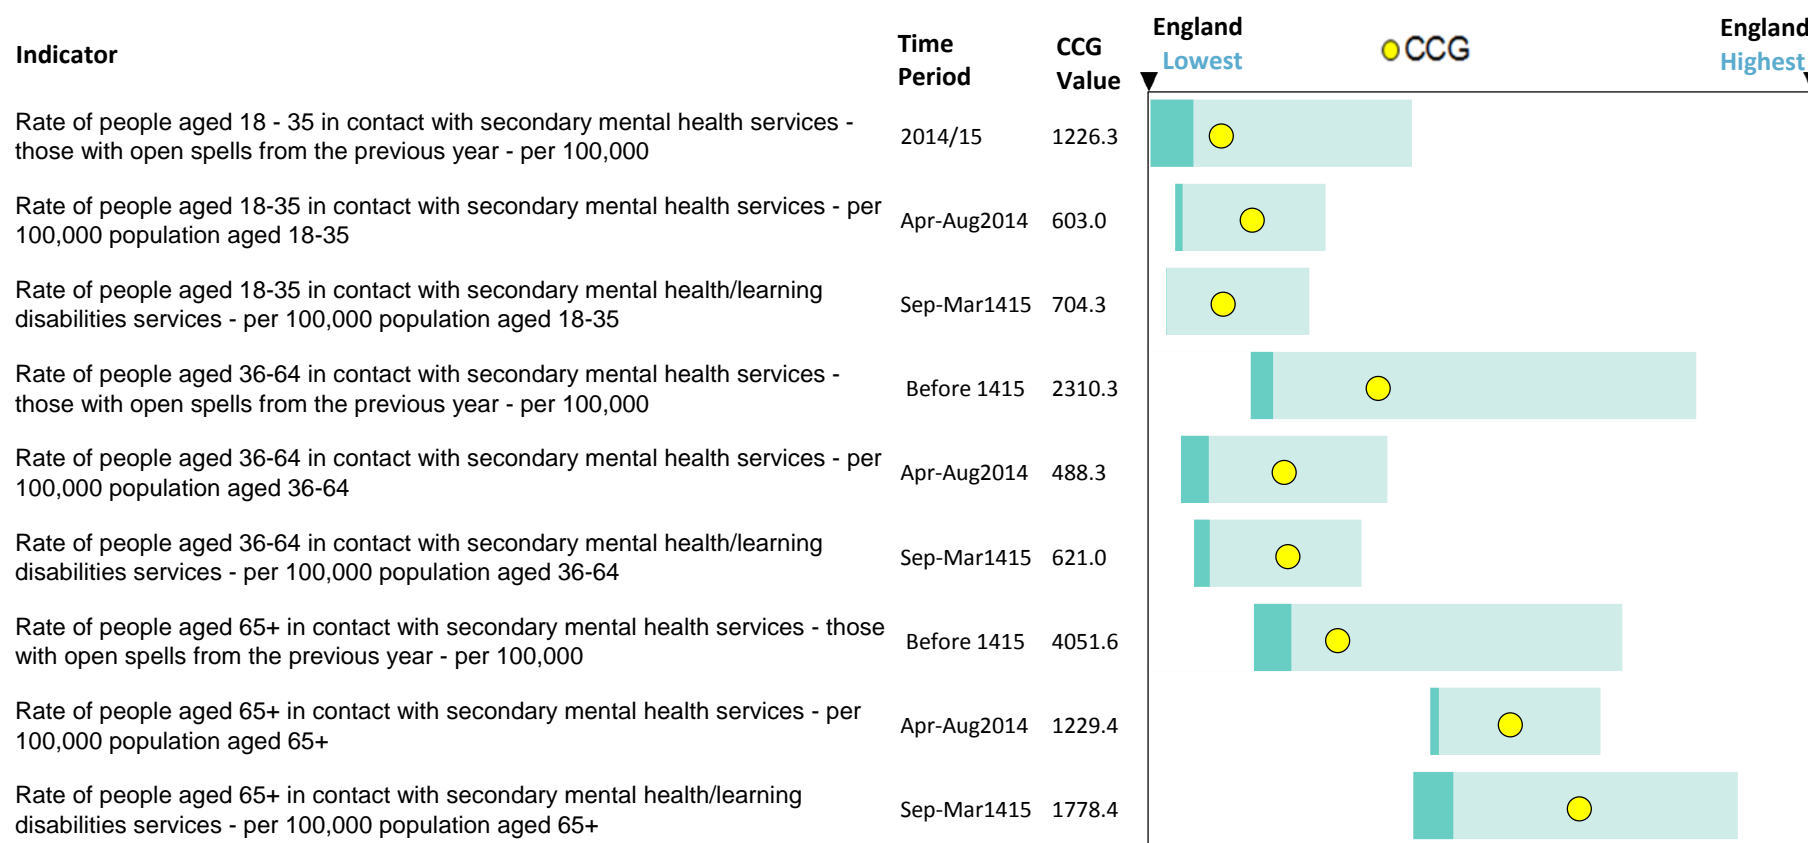 Indicator
Time
Period
CCG
Value
England
Lowest
CCG
England
Highest
Rate of people aged 18 - 35 in contact with secondary mental health services -
those with open spells from the previous year - per 100,000
2014/15
1226.3
Rate of people aged 18-35 in contact with secondary mental health services - per
100,000 population aged 18-35
Apr-Aug2014
603.0
Rate of people aged 18-35 in contact with secondary mental health/learning
disabilities services - per 100,000 population aged 18-35
Sep-Mar1415
704.3
Rate of people aged 36-64 in contact with secondary mental health services -
those with open spells from the previous year - per 100,000
Before 1415
2310.3
Rate of people aged 36-64 in contact with secondary mental health services - per
100,000 population aged 36-64
Apr-Aug2014
488.3
Rate of people aged 36-64 in contact with secondary mental health/learning
disabilities services - per 100,000 population aged 36-64
Sep-Mar1415
621.0
Rate of people aged 65+ in contact with secondary mental health services - those
with open spells from the previous year - per 100,000
Before 1415
4051.6
Rate of people aged 65+ in contact with secondary mental health services - per
100,000 population aged 65+
Apr-Aug2014
1229.4
Rate of people aged 65+ in contact with secondary mental health/learning
disabilities services - per 100,000 population aged 65+
Sep-Mar1415
1778.4